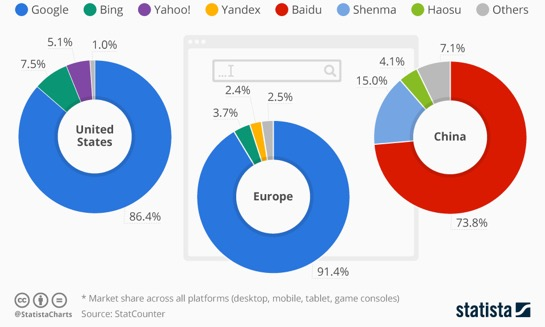 Google Bing Yahoo! Yandex Baidu Shenma Haosu Others
5.1% 1.0%
7.5%
United
States
86.4%
...
2.4% 2.5%
3.7%
Europe
91.4%
4.1% 7.1%
15.0%
China
73.8%
* Market share across all platforms (desktop, mobile, tablet, game consoles)
@StatistaCharts Source: StatCounter
cc
statista